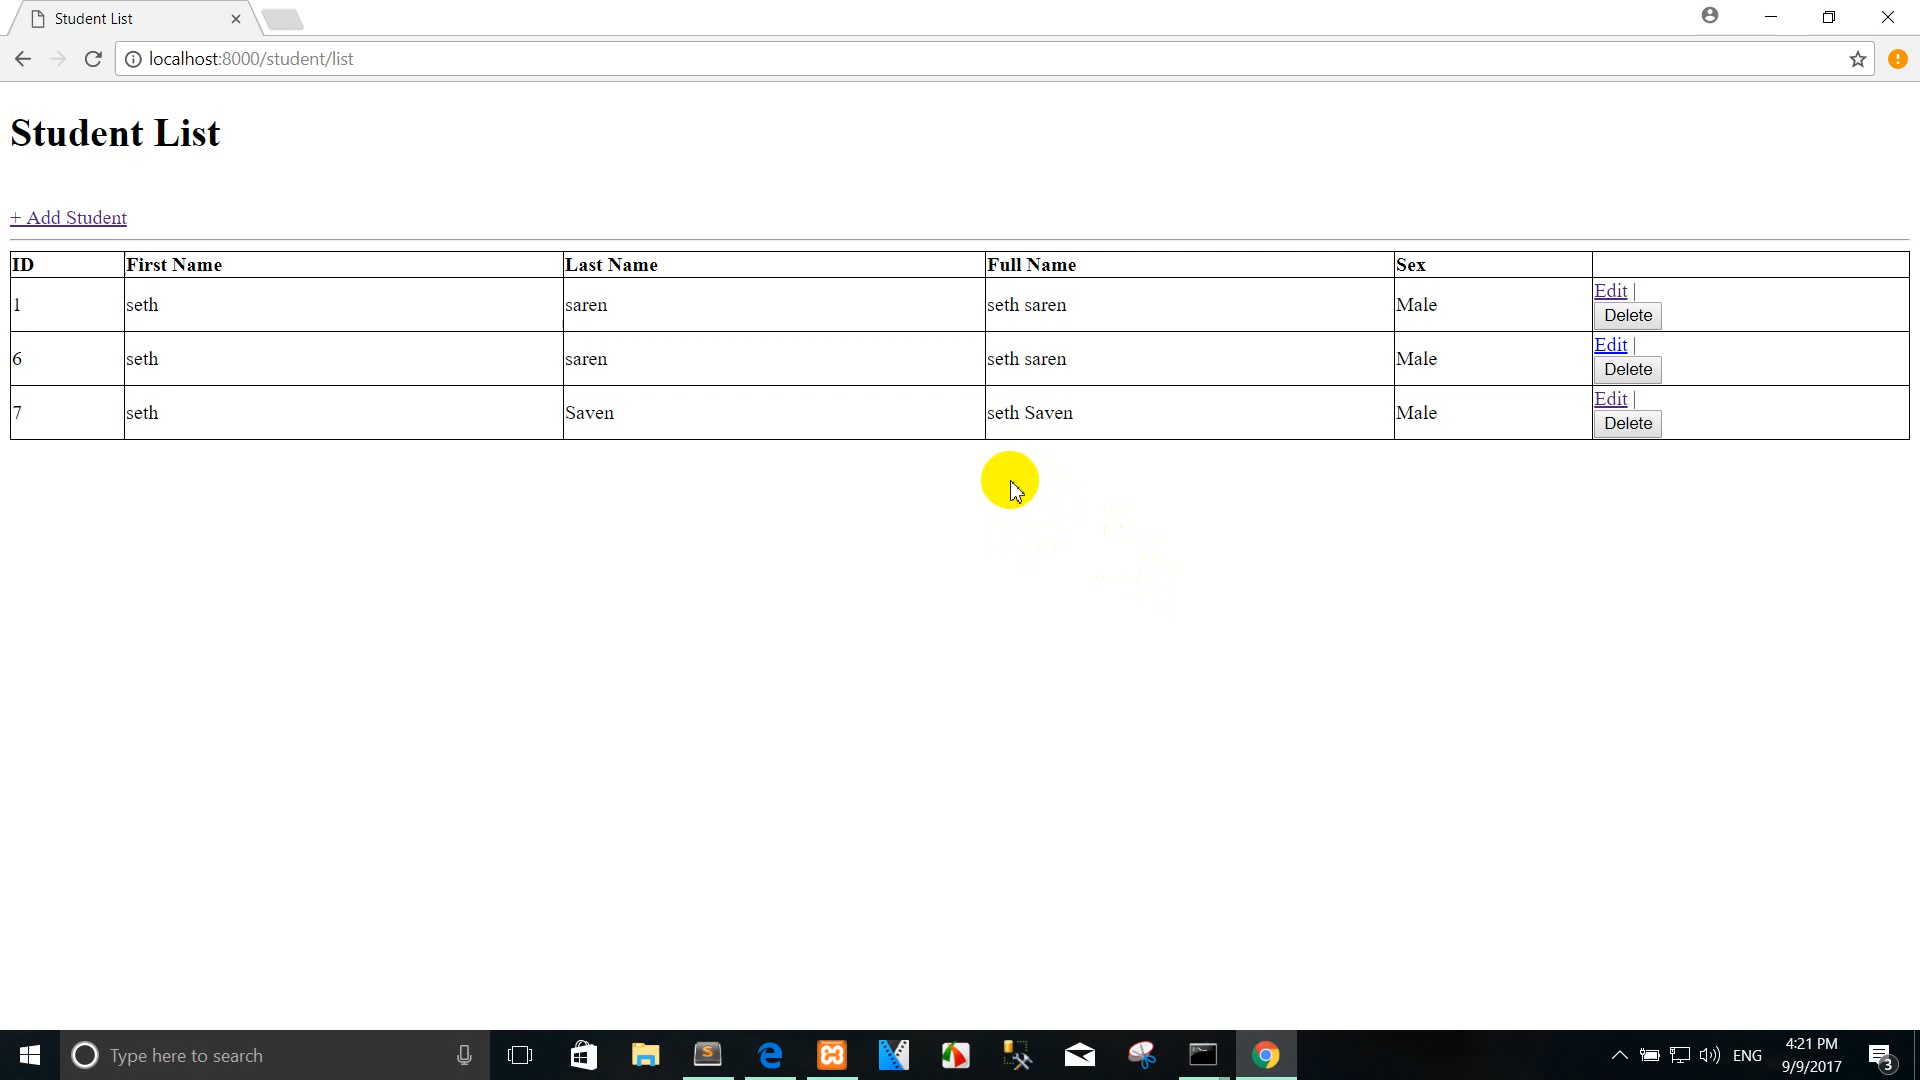 Student List
localhost:8000/student/list
Student List
+ Add Student
ID First Name Last Name Full Name Sex
1 seth saren seth saren Male Edit |
Delete
6 seth saren seth saren Male Edit |
Delete
7 seth Saven seth Saven Male Edit |
Delete
Type here to search
ENG
4:21 PM
9/9/2017
3